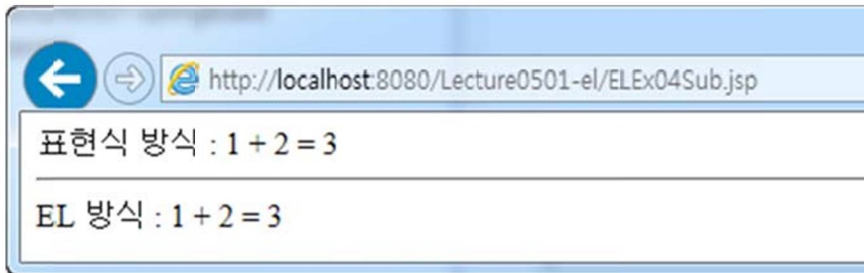 http://localhost:8080/Lecture0501-el/ELEx04Sub.jsp
표현식 방식 : 1 + 2 = 3
EL 방식 : 1 + 2 = 3